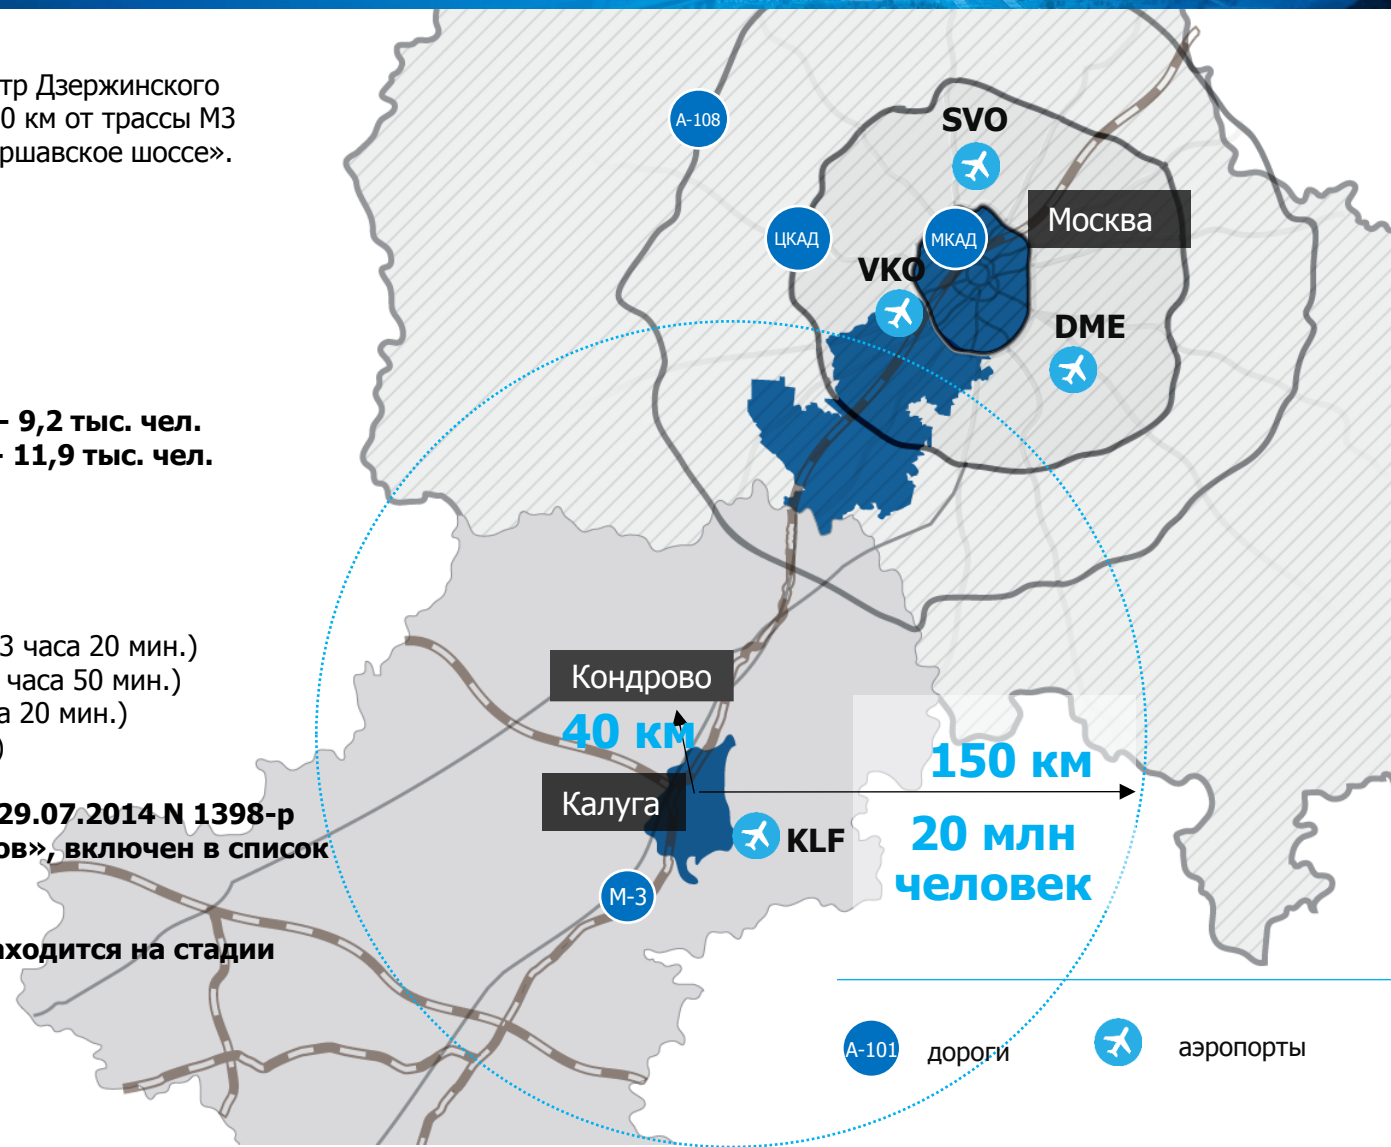 тр Дзержинского
0 км от трассы М3
ршавское шоссе».
- 9,2 тыс. чел.
- 11,9 тыс. чел.
3 часа 20 мин.)
часа 50 мин.)
а 20 мин.)
)
29.07.2014 N 1398-р
ов», включен в список
аходится на стадии
А-108
SVO
Москва
ЦКАД
МКАД
VKO
DME
Кондрово
40 км
150 км
Калуга
KLF
20 млн
человек
М-3
А-101
дороги
аэропорты